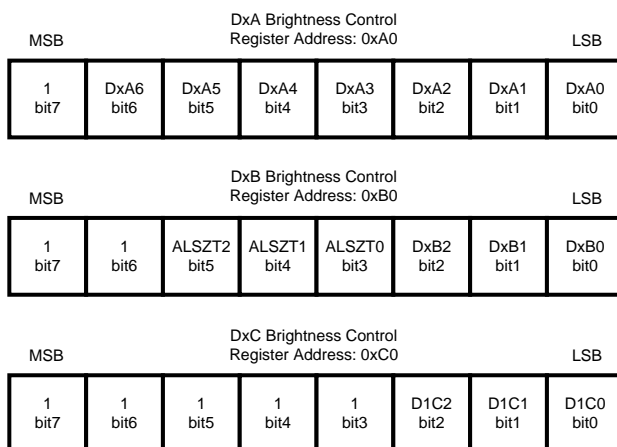 DxA Brightness Control
MSB Register Address: 0xA0 LSB
1 DxA6 DxA5 DxA4 DxA3 DxA2 DxA1 DxA0
bit7 bit6 bit5 bit4 bit3 bit2 bit1 bit0
DxB Brightness Control
MSB Register Address: 0xB0 LSB
1 1 ALSZT2 ALSZT1 ALSZT0 DxB2 DxB1 DxB0
bit7 bit6 bit5 bit4 bit3 bit2 bit1 bit0
DxC Brightness Control
MSB Register Address: 0xC0 LSB
1 1 1 1 1 D1C2 D1C1 D1C0
bit7 bit6 bit5 bit4 bit3 bit2 bit1 bit0